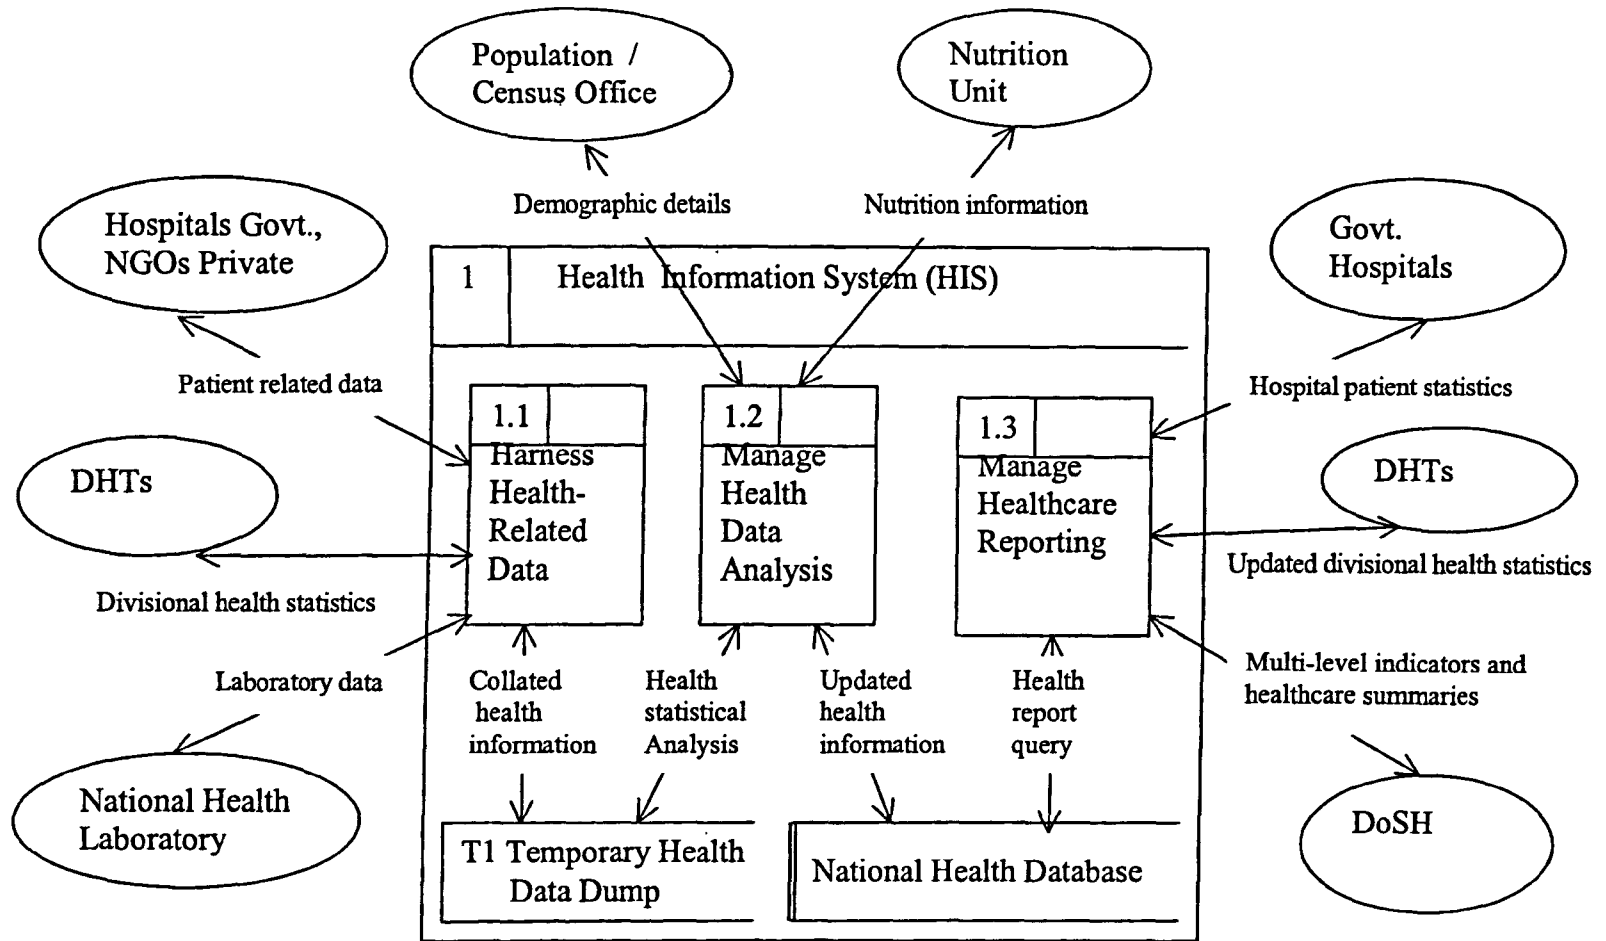 Population /
Census Office
Nutrition
Unit
Demographic details
Nutrition information
Hospitals Govt.,
NGOs Private
Govt.
Hospitals
1
Health Information System (HIS)
Patient related data
Hospital patient statistics
1.1
Harness
Health-
Related
Data
1.2
Manage
Health
Data
Analysis
1.3
Manage
Healthcare
Reporting
DHTs
DHTs
Divisional health statistics
Updated divisional health statistics
Laboratory data
Multi-level indicators and
healthcare summaries
Collated
health
information
Health
statistical
Analysis
Updated
health
information
Health
report
query
National Health
Laboratory
T1 Temporary Health
Data Dump
National Health Database
DoSH